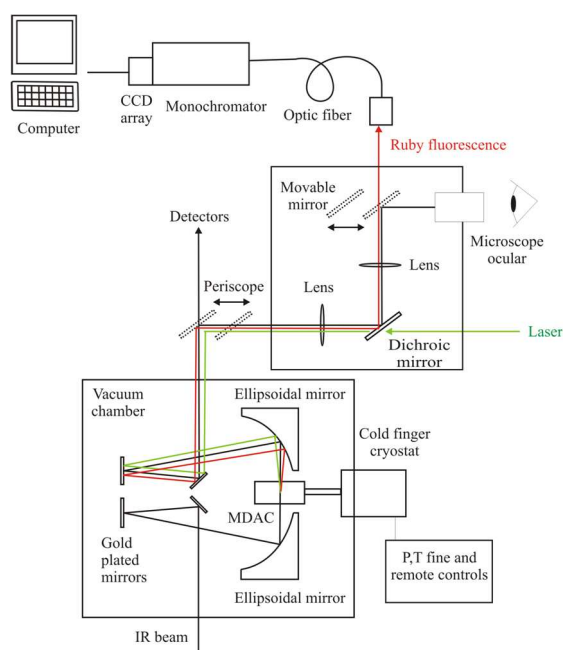 Computer
CCD
array
Monochromator
Optic fiber
Ruby fluorescence
Movable
mirror
Detectors
Microscope
ocular
Lens
Periscope
Lens
Laser
Dichroic
mirror
Vacuum
chamber
Ellipsoidal mirror
Cold finger
cryostat
MDAC
Gold
plated
mirrors
P,T fine and
remote controls
Ellipsoidal mirror
IR beam